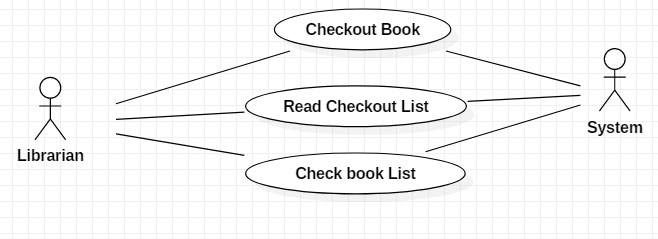 Checkout Book
Read Checkout List
Check book List
Librarian
System